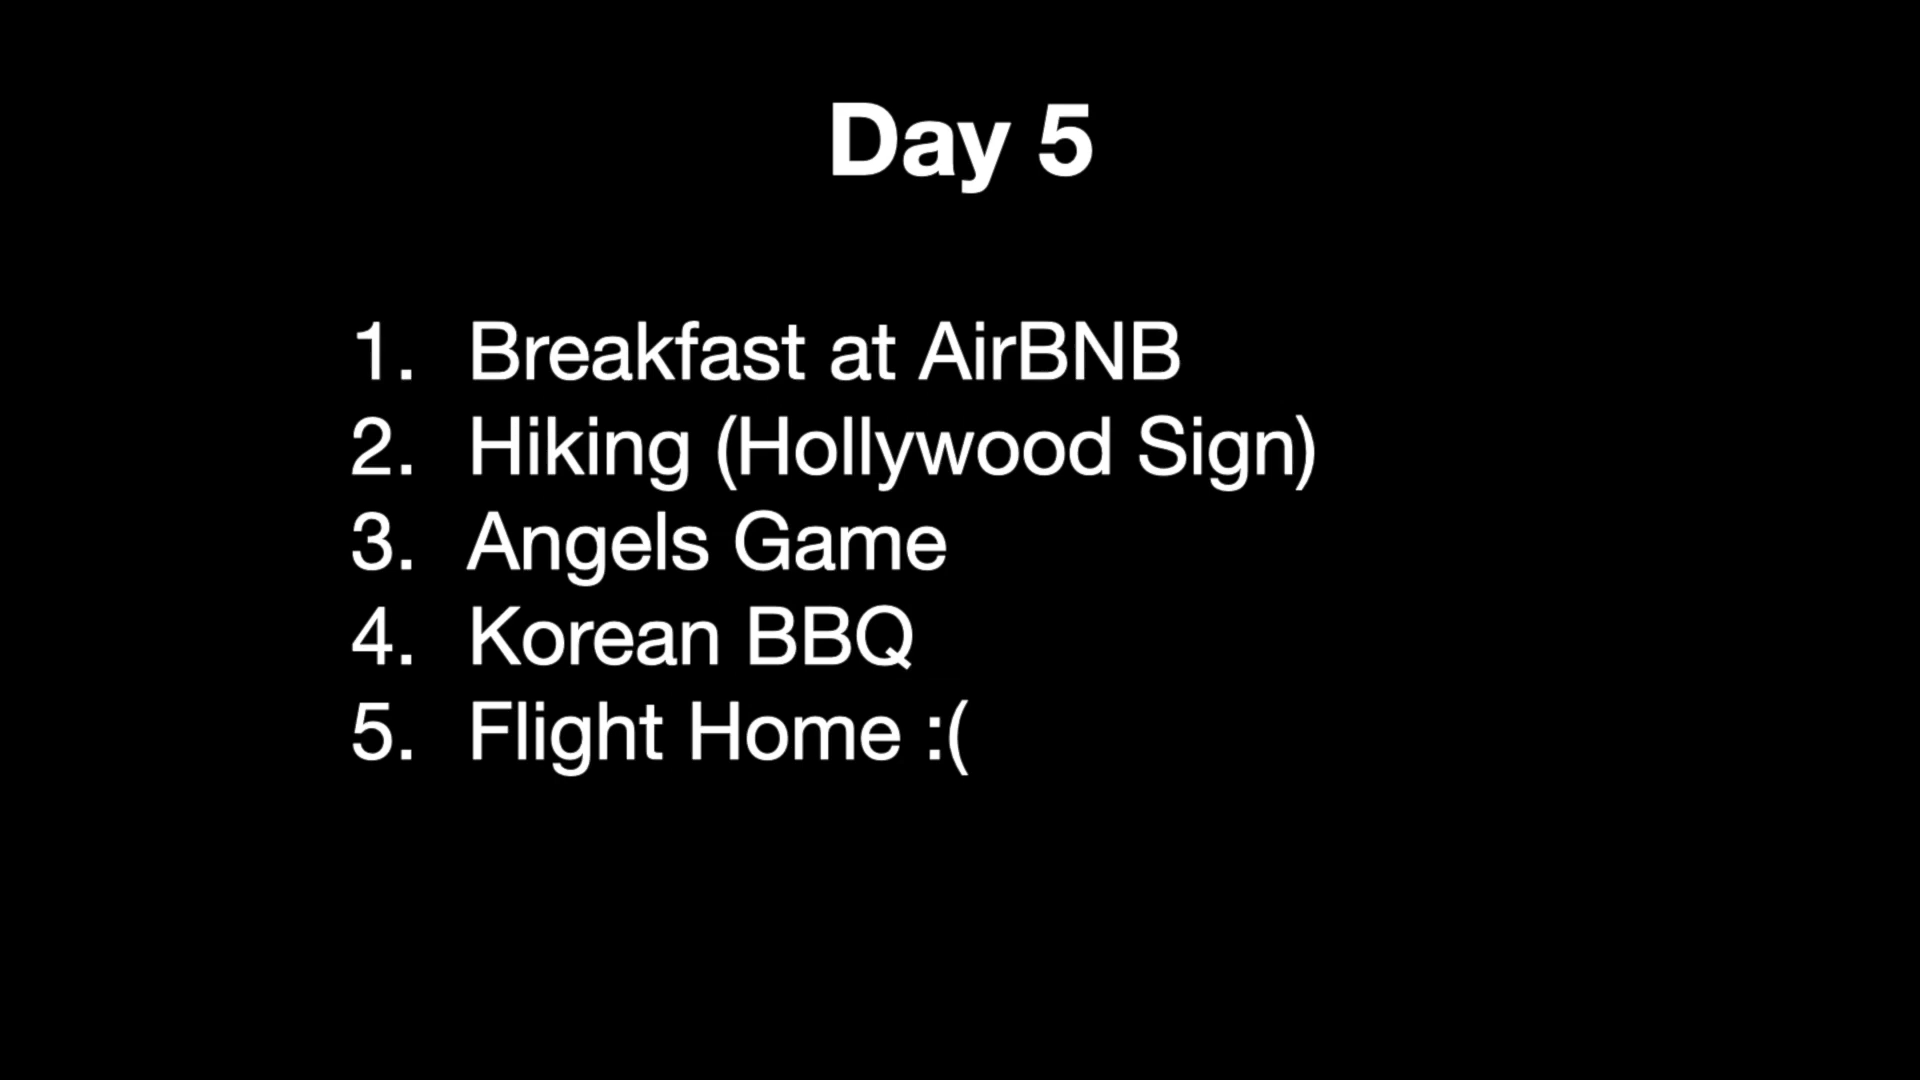 Day 5
1. Breakfast at AirBNB
2. Hiking (Hollywood Sign)
3. Angels Game
4. Korean BBQ
5. Flight Home :(